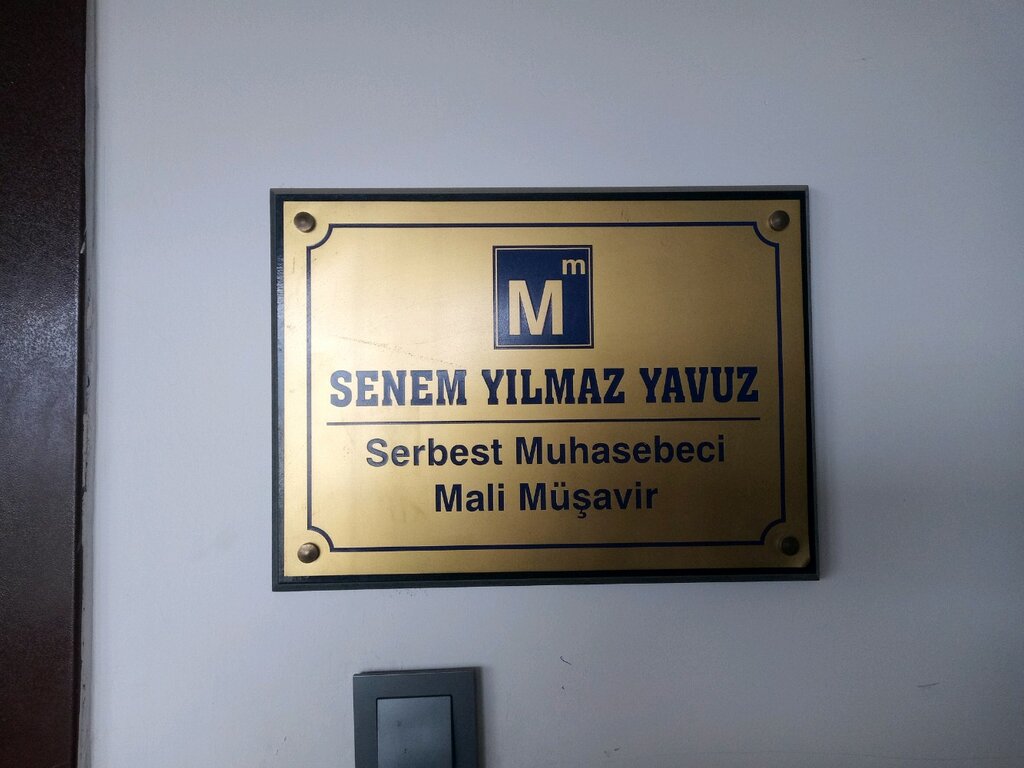 Mm
SENEM YILMAZ YAVUZ
Serbest Muhasebeci
Mali Müşavir